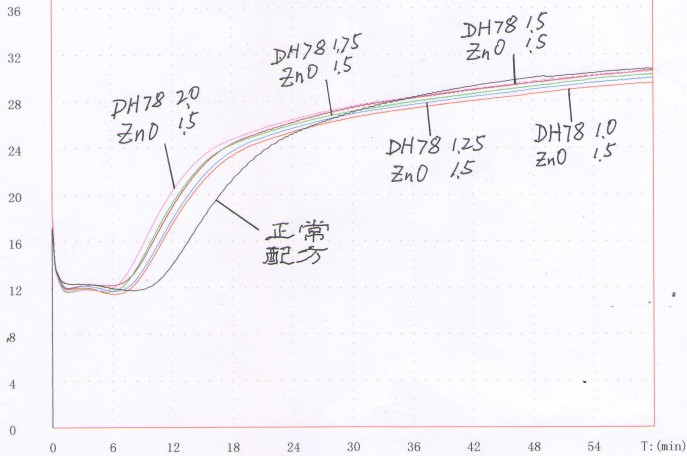 36
DH78 1.5
ZnO 1.5
DH78 1.75
ZnO 1.5
32
DH78 2.0
ZnO 1.5
28
DH78 1.25
ZnO 1.5
DH78 1.0
ZnO 1.5
24
20
正常
配方
16
12
8
4
0
0 6 12 18 24 30 36 42 48 54 T:(min)